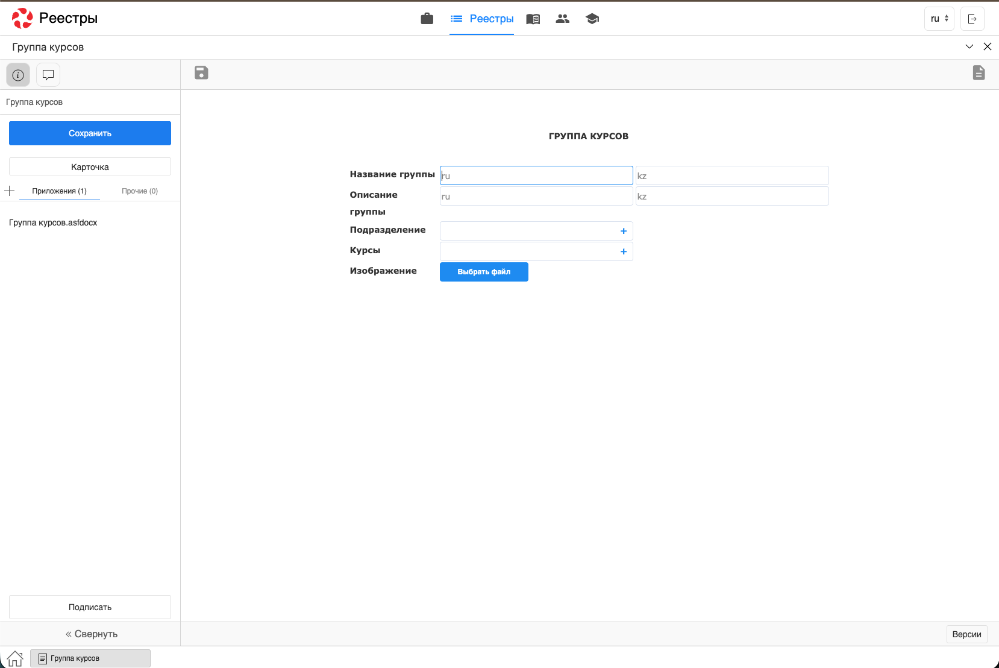 Реестры
Реестры
ru
Группа курсов
Группа курсов
Сохранить
Карточка
Приложения (1)
Прочие (0)
Группа курсов.asfdocx
ГРУППА КУРСОВ
Название группы
ru
kz
Описание
группы
ru
kz
Подразделение
+
Курсы
+
Изображение
Выбрать файл
Подписать
« Свернуть
Версии
Группа курсов